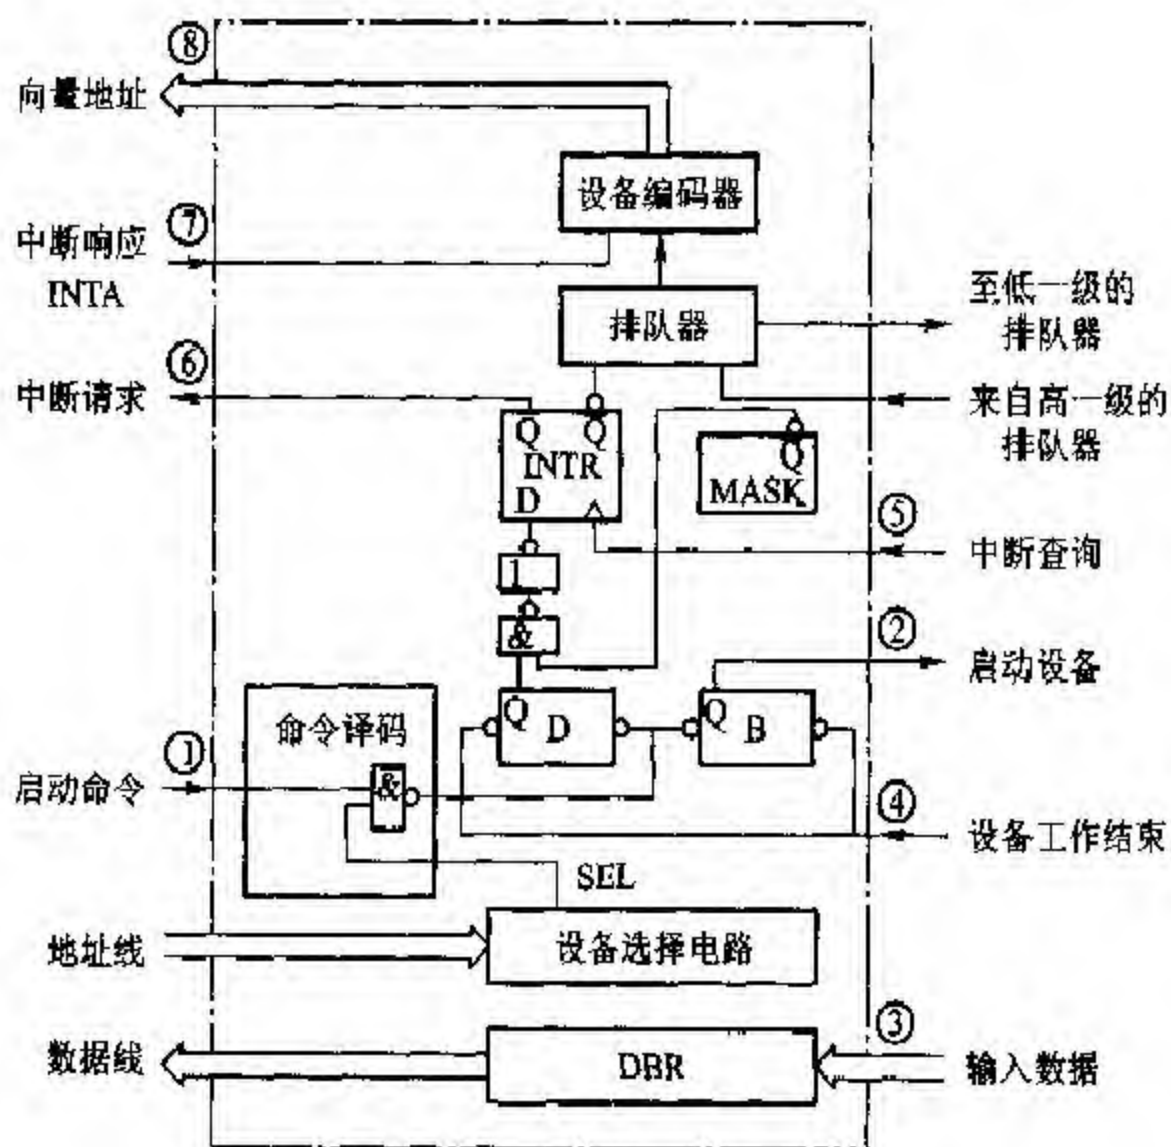 ⑧
向量地址
设备编码器
⑦
中断响应
INTA
至低一级的
排队器
排队器
⑥
中断请求
来自高一级的
排队器
Q Q
INTR
D
Q
MASK
⑤
中断查询
1
&
②
启动设备
命令译码
Q D
Q B
①
启动命令
&
④
设备工作结束
SEL
地址线
设备选择电路
③
数据线
DBR
输入数据